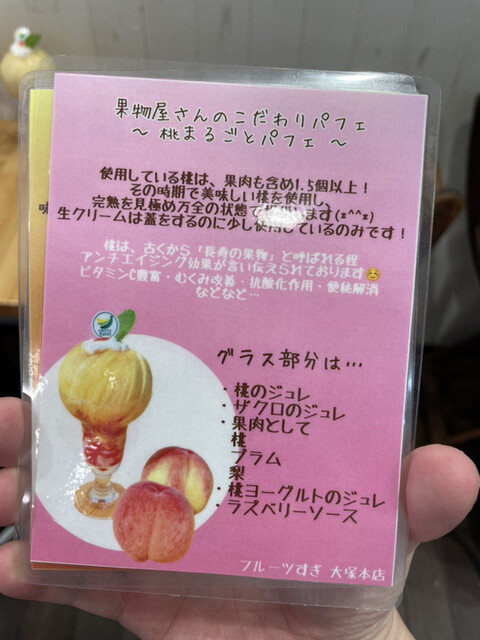 果物屋さんのこだわりパフェ
～ 桃まるごとパフェ ～
使用している桃は、果肉も含め1.5個以上！
その時期で美味しい桃を使用し、
完熟を見極め万全の状態で
します(*^^*)
生クリームは蓋をするのに少し使用しているのみです！
桃は、古くから「長寿の果物」と呼ばれる程
アンチエイジング効果が言い伝えられております☺️
ビタミンC豊富・むくみ改善・抗酸化作用・便秘解消
などなど…
グラス部分は…
・桃のジュレ
・ザクロのジュレ
・果肉として
桃
プラム
梨
・桃ヨーグルトのジュレ
・ラズベリーソース
フルーツすぎ 大塚本店